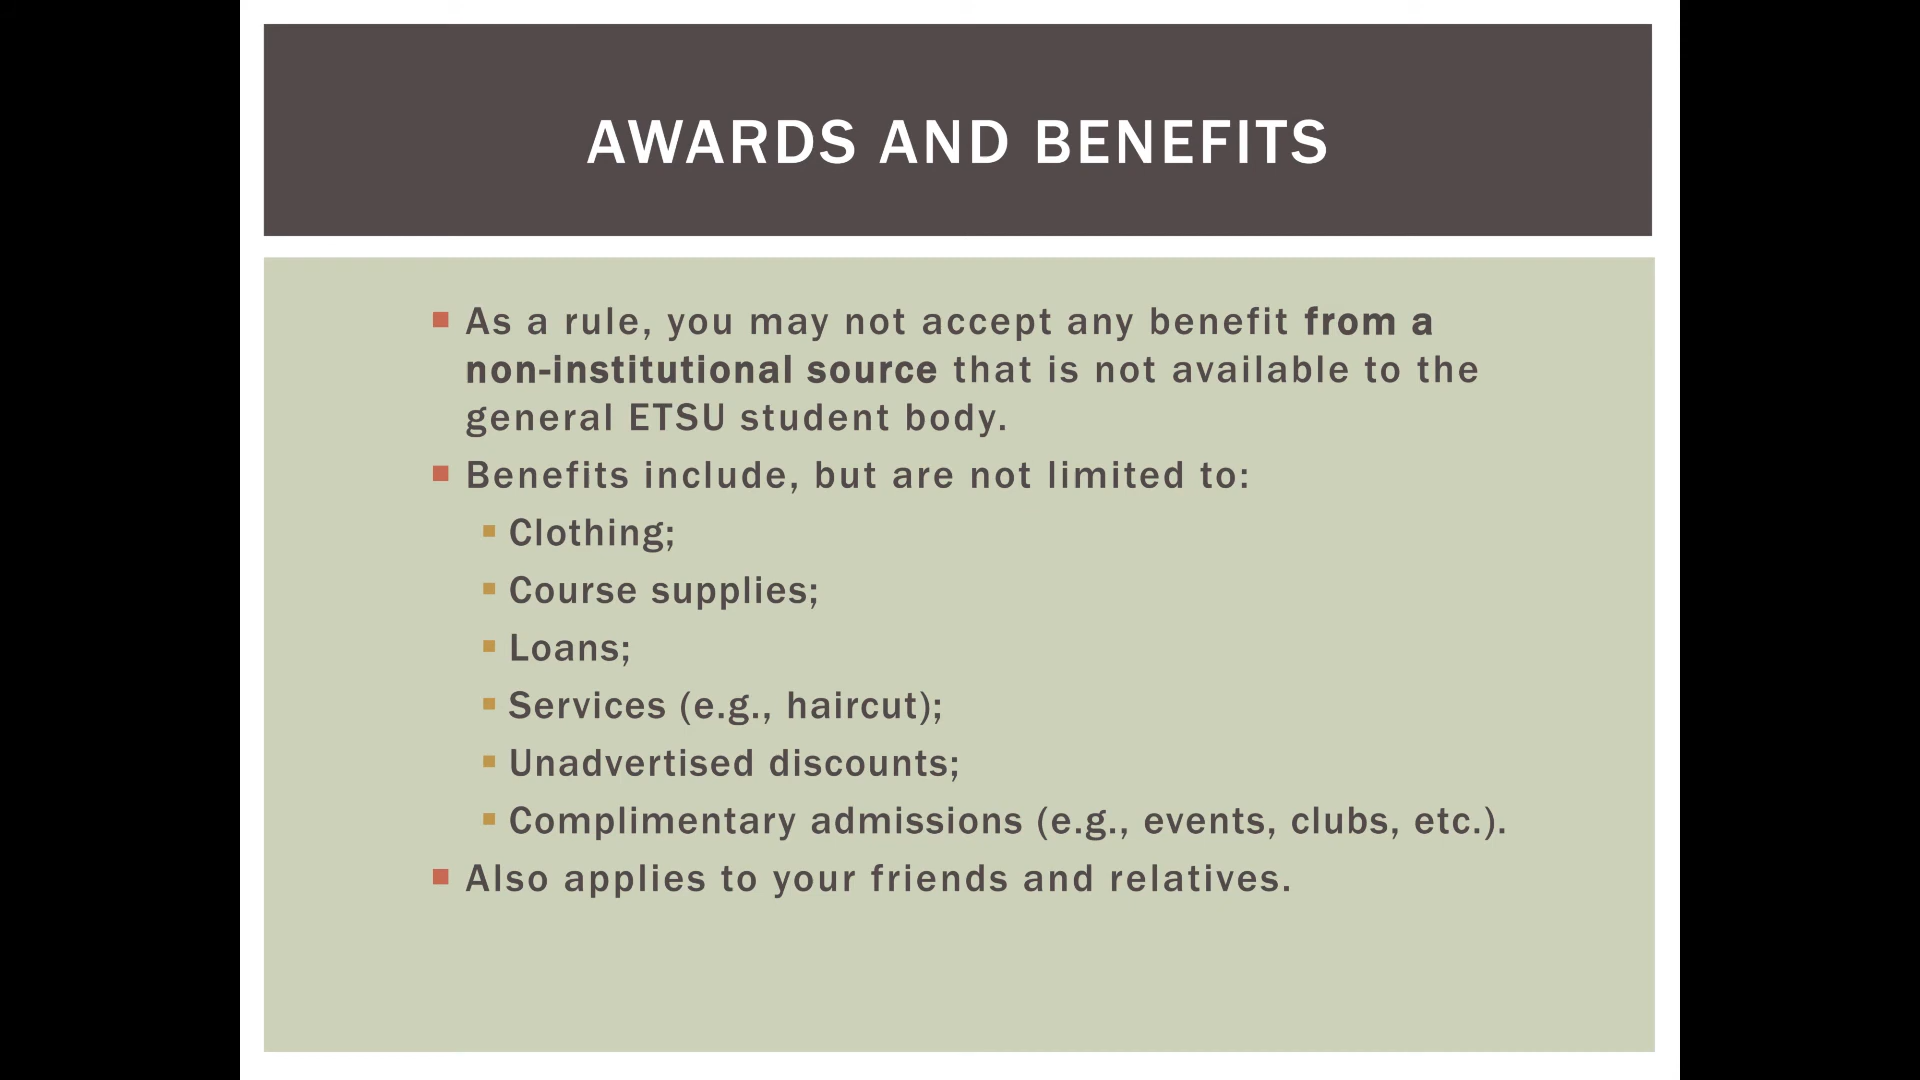 AWARDS AND BENEFITS
As a rule, you may not accept any benefit from a
non-institutional source that is not available to the
general ETSU student body.
Benefits include, but are not limited to:
Clothing;
Course supplies;
Loans;
Services (e.g., haircut);
Unadvertised discounts;
Complimentary admissions (e.g., events, clubs, etc.).
Also applies to your friends and relatives.